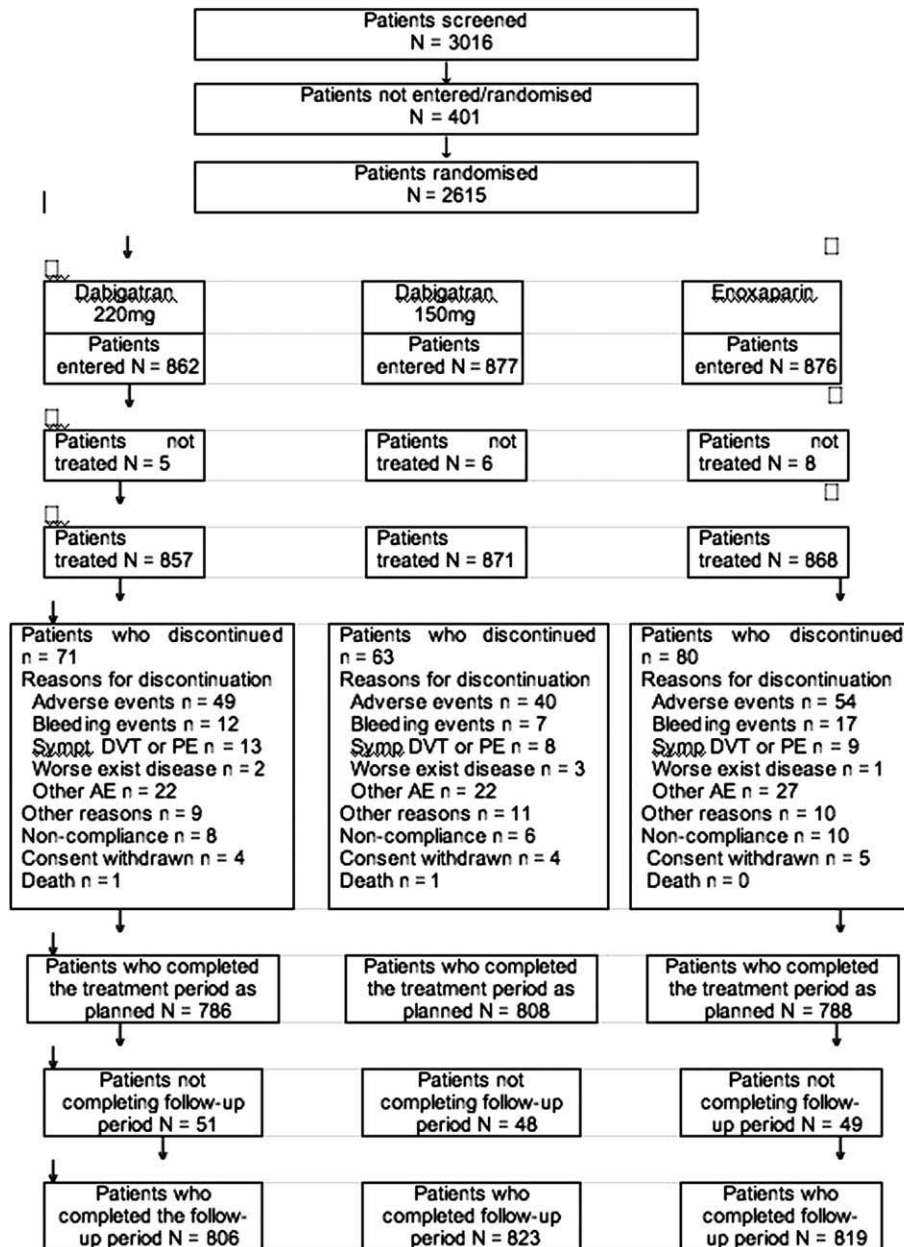 Patients screened
N = 3016
Patients not entered/randomised
N = 401
Patients randomised
N = 2615
Dabigatran
220mg
Patients
entered N = 862
Dabigatran
150mg
Patients
entered N = 877
Enoxaparin
Patients
entered N = 876
Patients not
treated N = 5
Patients not
treated N = 6
Patients not
treated N = 8
Patients
treated N = 857
Patients
treated N = 871
Patients
treated N = 868
Patients who discontinued
n = 71
Reasons for discontinuation
Adverse events n = 49
Bleeding events n = 12
Sympt. DVT or PE n = 13
Worse exist disease n = 2
Other AE n = 22
Other reasons n = 9
Non-compliance n = 8
Consent withdrawn n = 4
Death n = 1
Patients who discontinued
n = 63
Reasons for discontinuation
Adverse events n = 40
Bleeding events n = 7
Symp DVT or PE n = 8
Worse exist disease n = 3
Other AE n = 22
Other reasons n = 11
Non-compliance n = 6
Consent withdrawn n = 4
Death n = 1
Patients who discontinued
n = 80
Reasons for discontinuation
Adverse events n = 54
Bleeding events n = 17
Symp DVT or PE n = 9
Worse exist disease n = 1
Other AE n = 27
Other reasons n = 10
Non-compliance n = 10
Consent withdrawn n = 5
Death n = 0
Patients who completed
the treatment period as
planned N = 786
Patients who completed
the treatment period as
planned N = 808
Patients who completed
the treatment period as
planned N = 788
Patients not
completing follow-up
period N = 51
Patients not
completing follow-up
period N = 48
Patients not
completing follow-
up period N = 49
Patients who
completed the follow-
up period N = 806
Patients who
completed follow-up
period N = 823
Patients who
completed follow-
up period N = 819